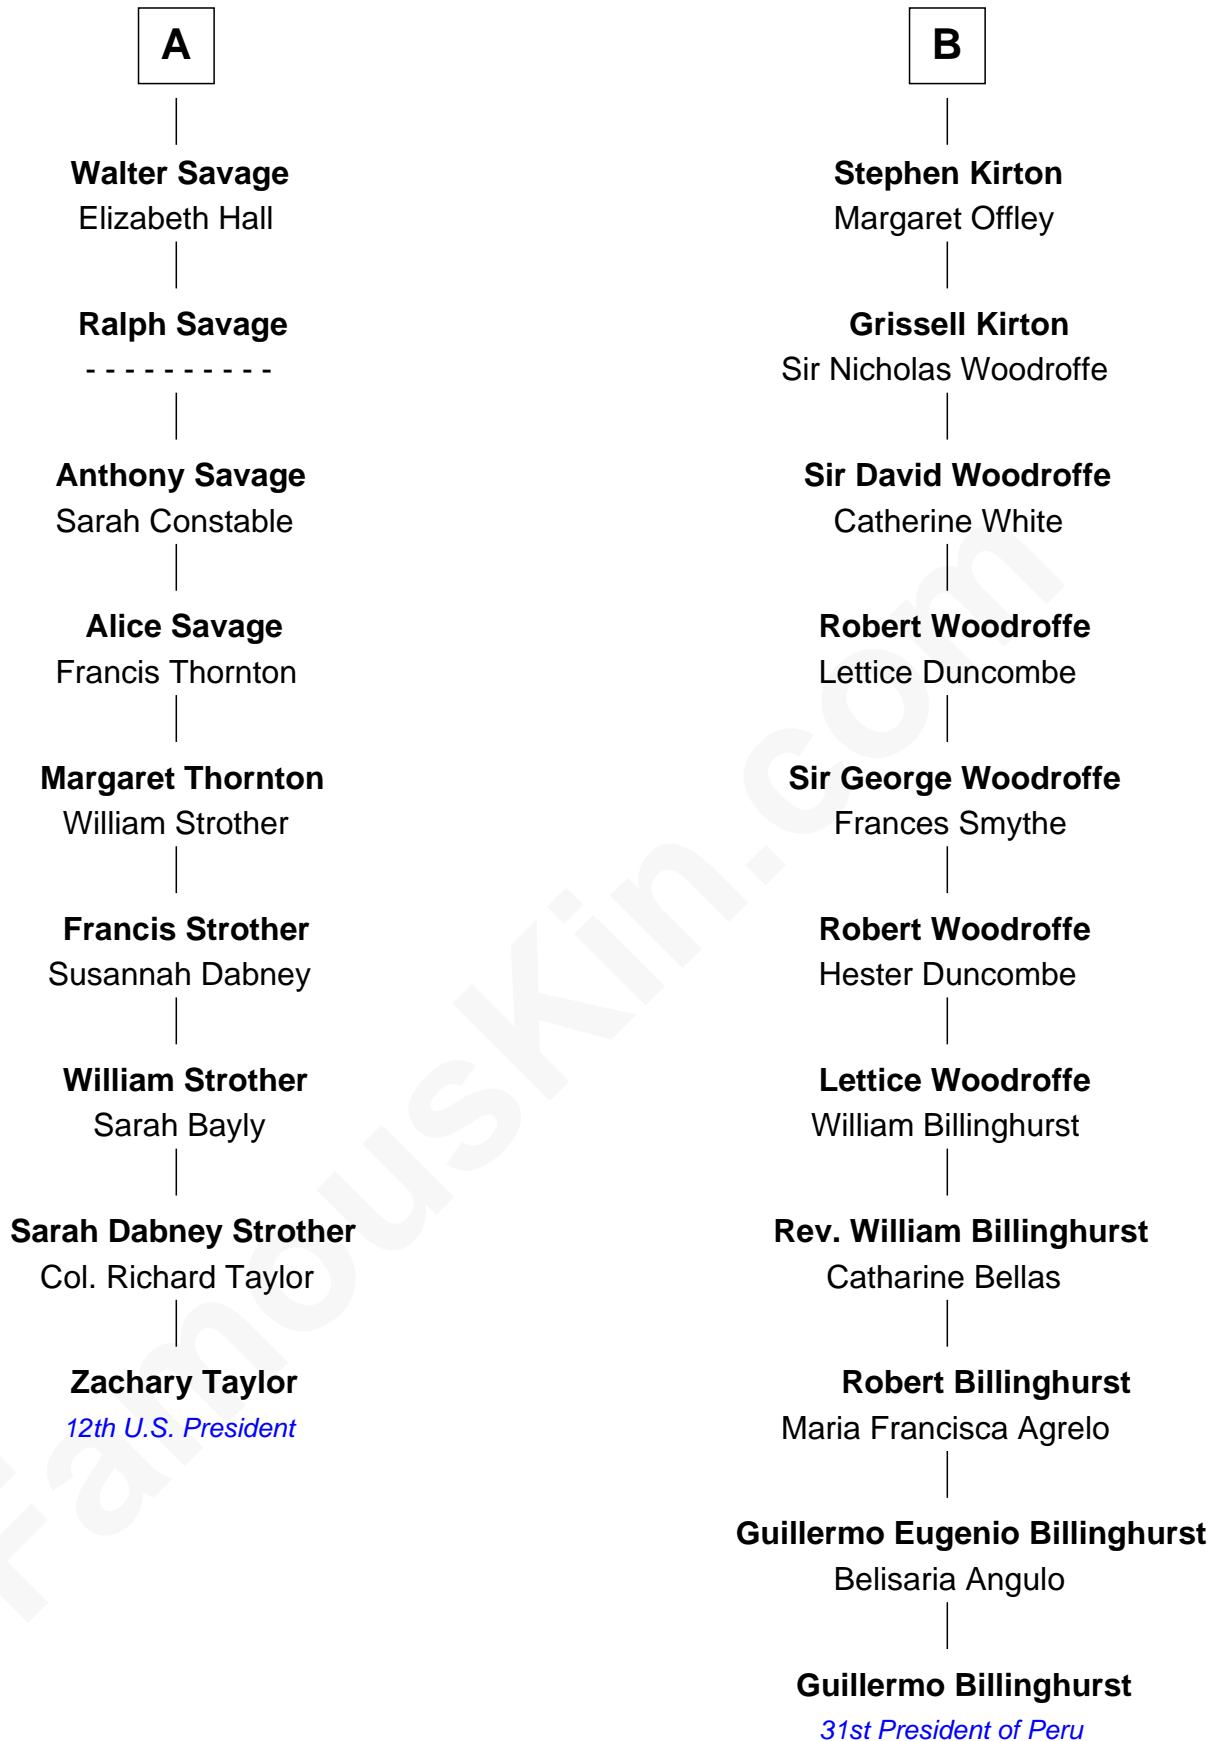 A
Walter Savage
Elizabeth Hall
Ralph Savage
- - - - - - - - - -
Anthony Savage
Sarah Constable
Alice Savage
Francis Thornton
Margaret Thornton
William Strother
Francis Strother
Susannah Dabney
William Strother
Sarah Bayly
Sarah Dabney Strother
Col. Richard Taylor
Zachary Taylor
12th U.S. President
B
Stephen Kirton
Margaret Offley
Grissell Kirton
Sir Nicholas Woodroffe
Sir David Woodroffe
Catherine White
Robert Woodroffe
Lettice Duncombe
Sir George Woodroffe
Frances Smythe
Robert Woodroffe
Hester Duncombe
Lettice Woodroffe
William Billinghurst
Rev. William Billinghurst
Catharine Bellas
Robert Billinghurst
Maria Francisca Agrelo
Guillermo Eugenio Billinghurst
Belisaria Angulo
Guillermo Billinghurst
31st President of Peru
FamousKin.com